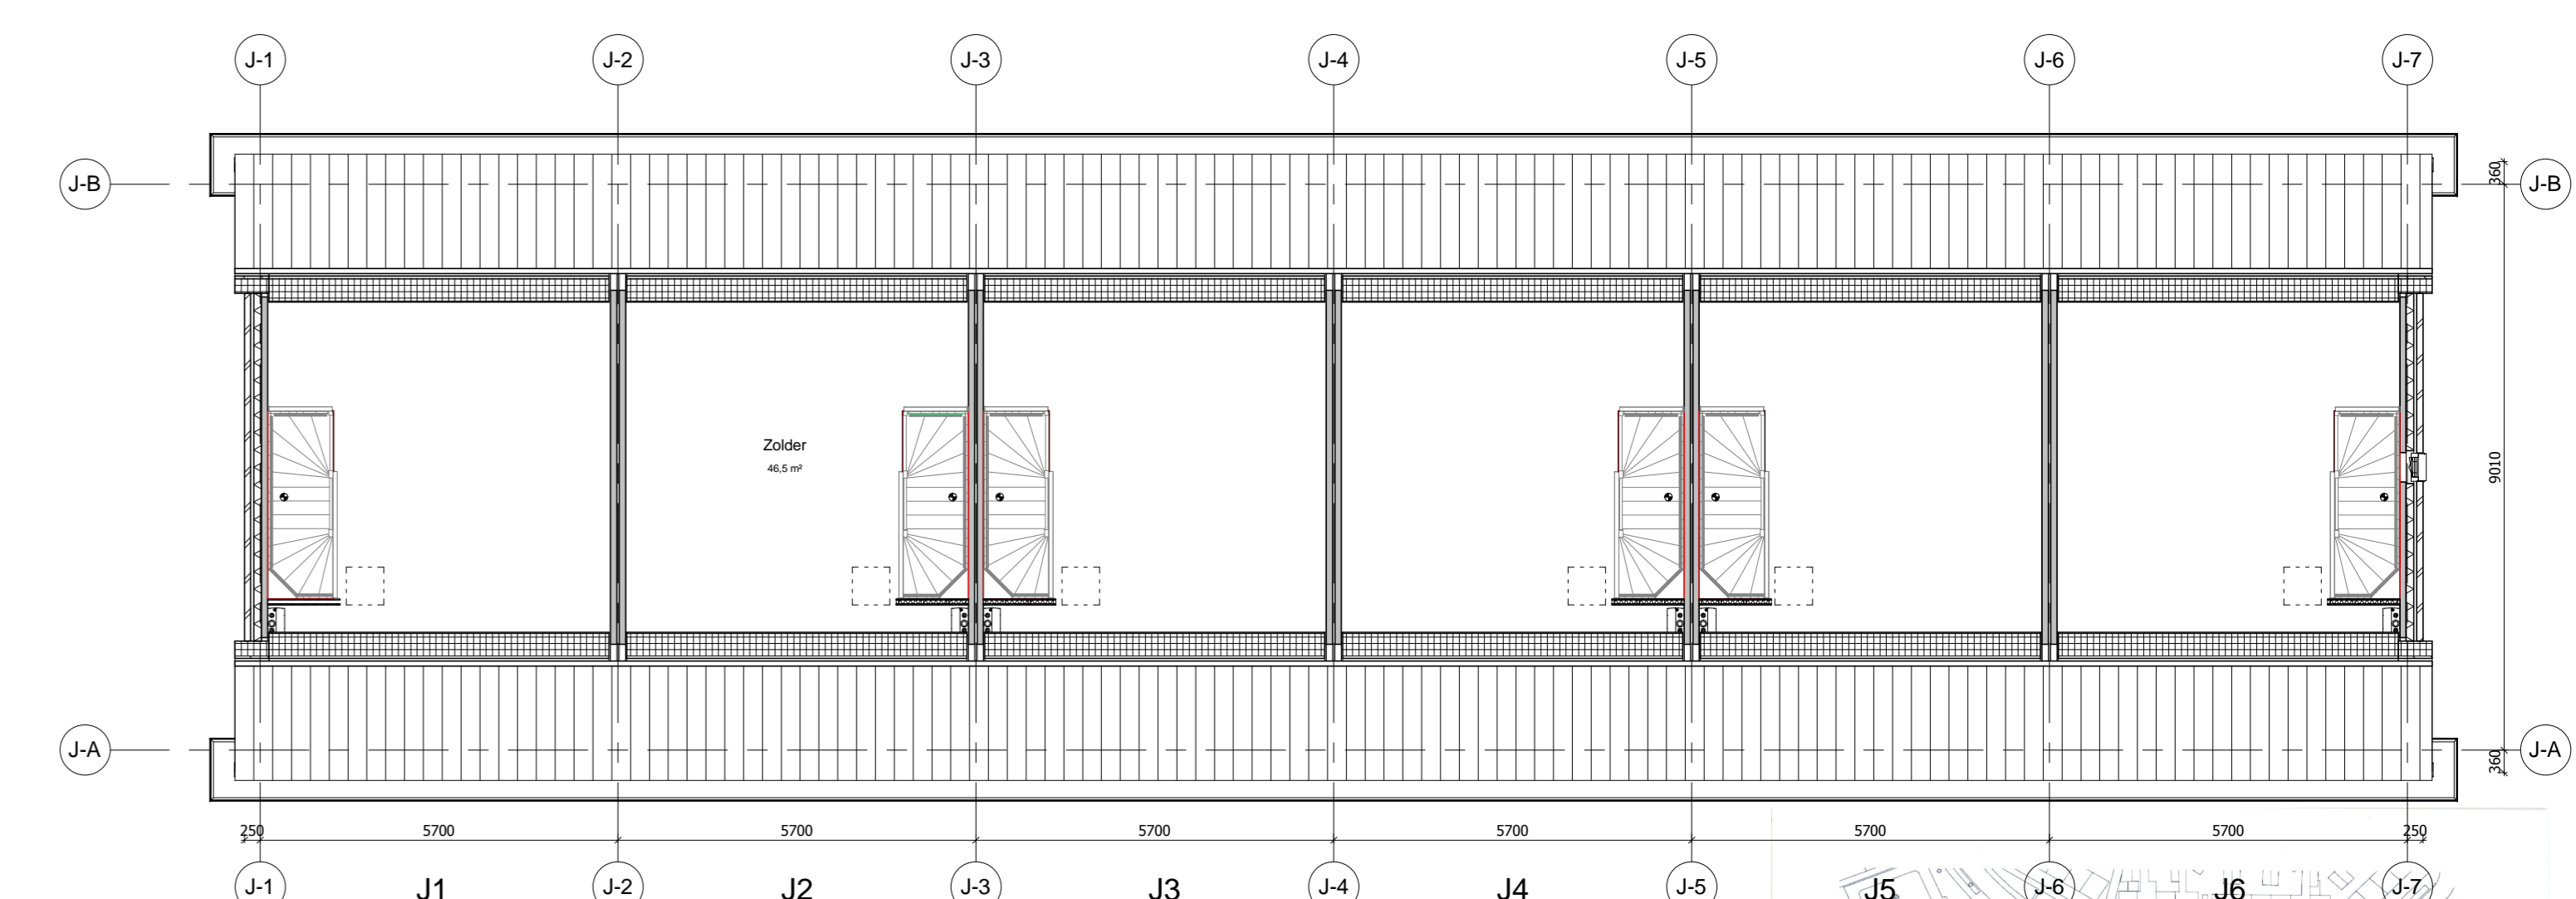 J-1 J-2 J-3 J-4 J-5 J-6 J-7
J-B 360 J-B
Zolder
46,5 m²
9010
J-A 360 J-A
250 5700 5700 5700 5700 5700 5700 250
J-1 J1 J-2 J2 J-3 J3 J-4 J4 J-5 J5 J-6 J6 J-7